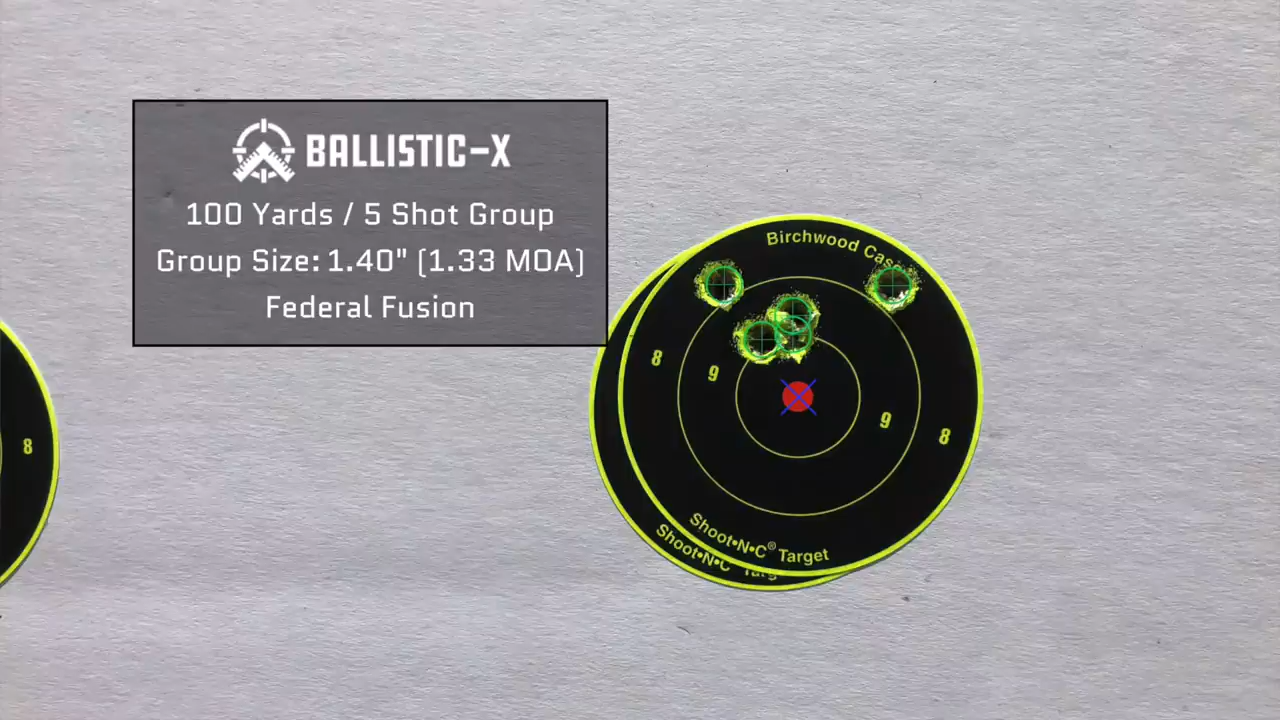 BALLISTIC-X
100 Yards / 5 Shot Group
Group Size: 1.40" (1.33 MOA)
Federal Fusion
Birchwood
8
9
9
8
8
Shoot•N•C® Target
Shoot•N•C